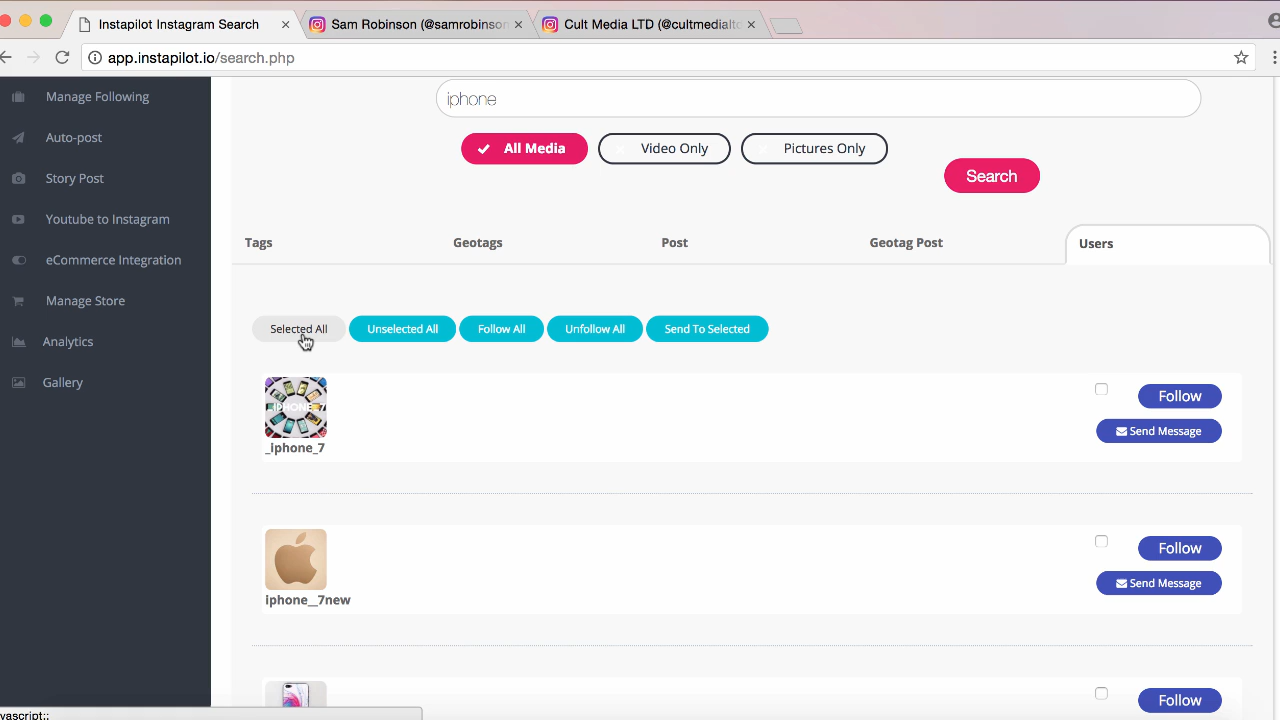 Instapilot Instagram Search
Sam Robinson (@samrobinson
Cult Media LTD (@cultmedialto
app.instapilot.io/search.php
Manage Following
Auto-post
Story Post
Youtube to Instagram
eCommerce Integration
Manage Store
Analytics
Gallery
iphone
All Media
Video Only
Pictures Only
Search
Tags
Geotags
Post
Geotag Post
Users
Selected All
Unselected All
Follow All
Unfollow All
Send To Selected
IPHONE 7
_iphone_7
Follow
Send Message
iphone__7new
Follow
Send Message
Follow
vascript:;